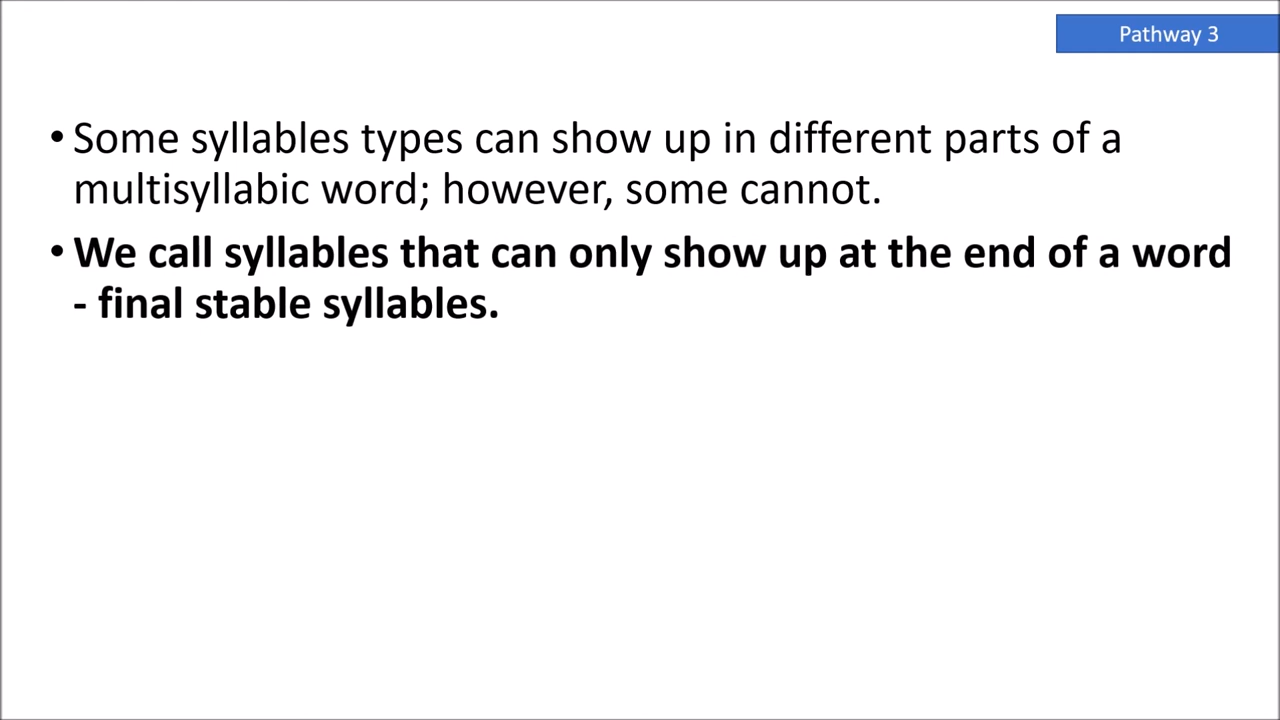 Pathway 3
• Some syllables types can show up in different parts of a
multisyllabic word; however, some cannot.
• We call syllables that can only show up at the end of a word
- final stable syllables.